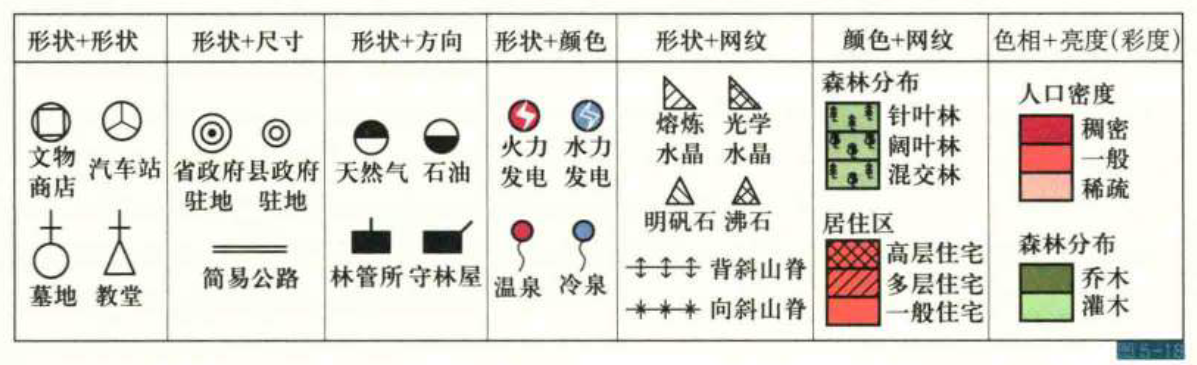 形状+形状
形状+尺寸
形状+方向
形状+颜色
形状+网纹
颜色+网纹
色相+亮度(彩度)
文物
商店
汽车站
墓地
教堂
省政府
驻地
县政府
驻地
简易公路
天然气
石油
林管所
守林屋
火力
发电
水力
发电
温泉
冷泉
熔炼
水晶
光学
水晶
明矾石
沸石
背斜山脊
向斜山脊
森林分布
针叶林
阔叶林
混交林
居住区
高层住宅
多层住宅
一般住宅
人口密度
稠密
一般
稀疏
森林分布
乔木
灌木
图5-18